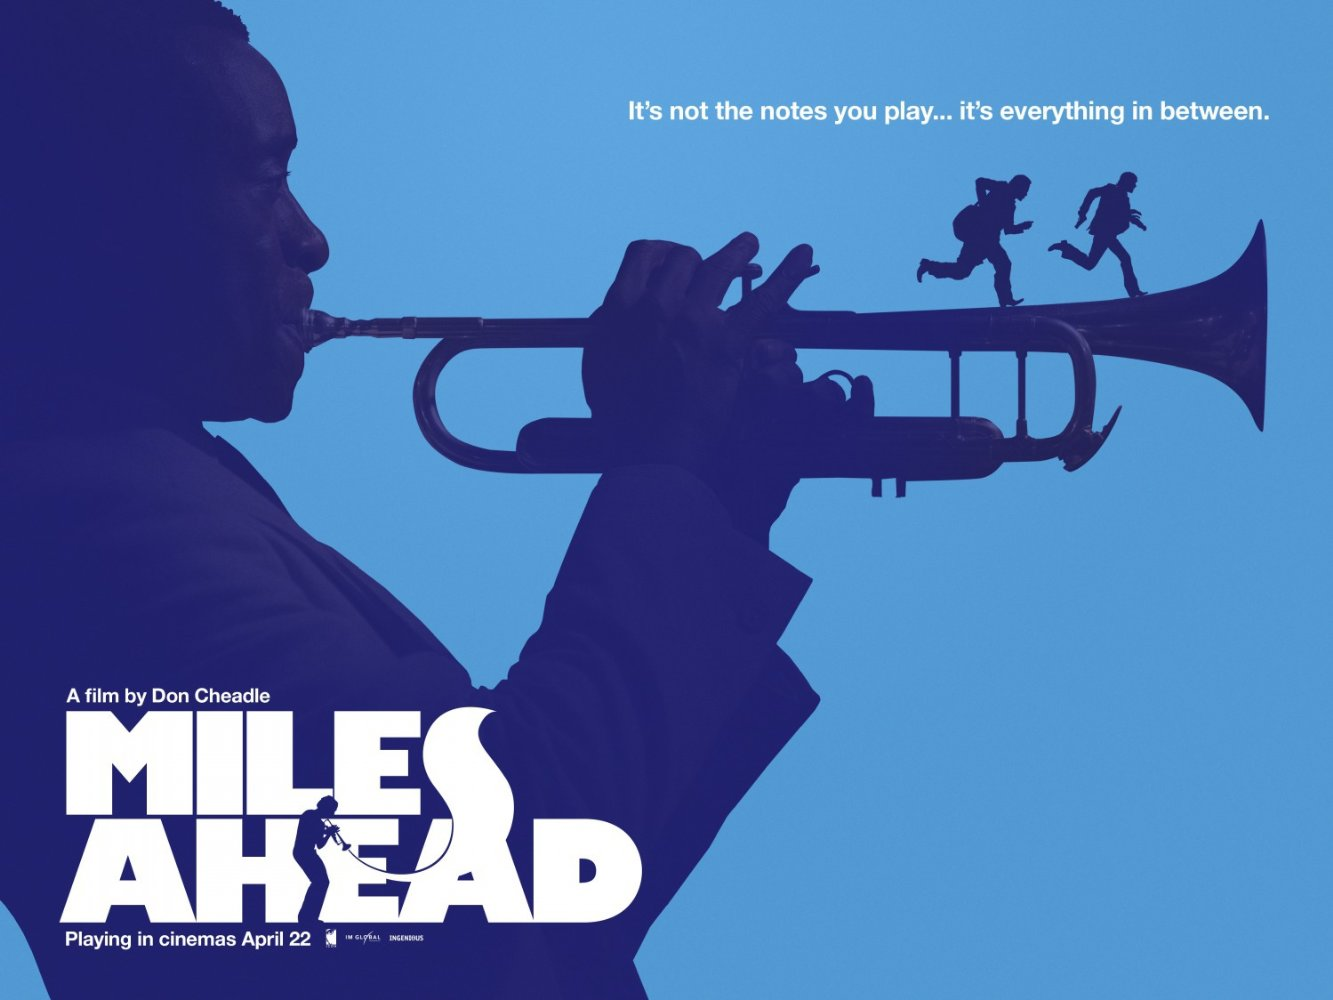 It's not the notes you play... it's everything in between.
A film by Don Cheadle
MILES
AHEAD
Playing in cinemas April 22 IM GLOBAL INGENIOUS